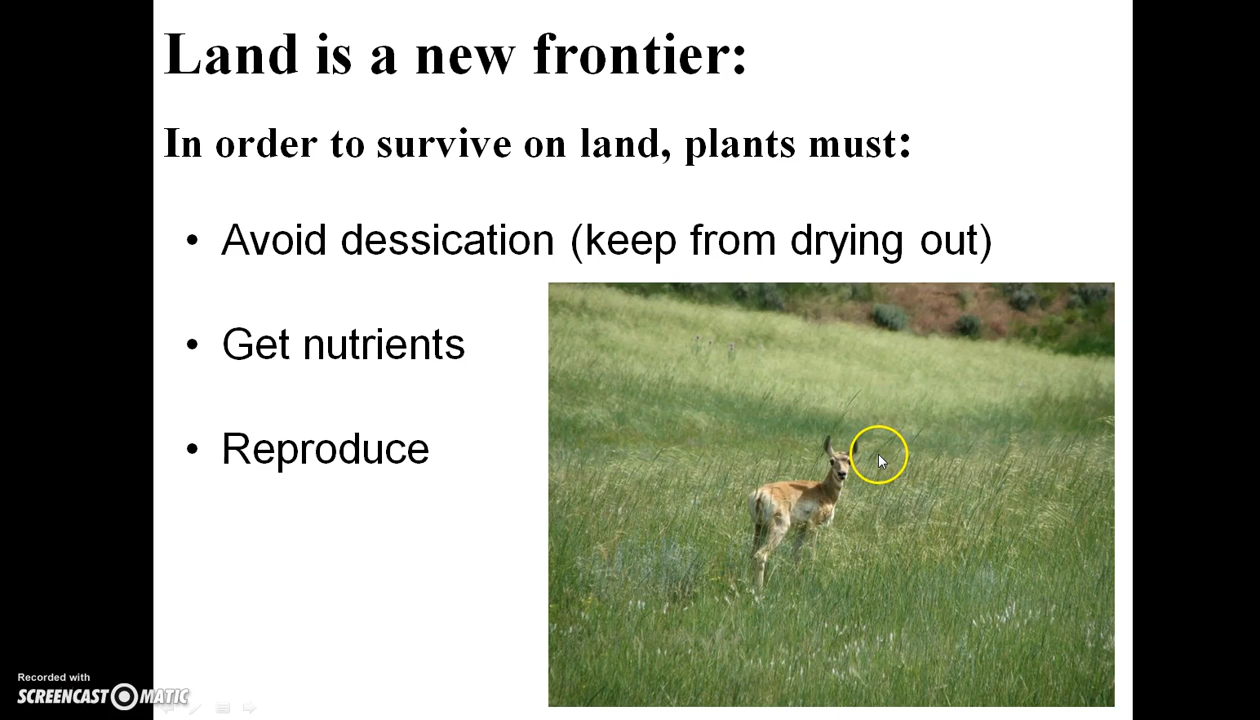 Land is a new frontier:
In order to survive on land, plants must:
• Avoid dessication (keep from drying out)
• Get nutrients
• Reproduce
Recorded with
SCREENCAST-O-MATIC